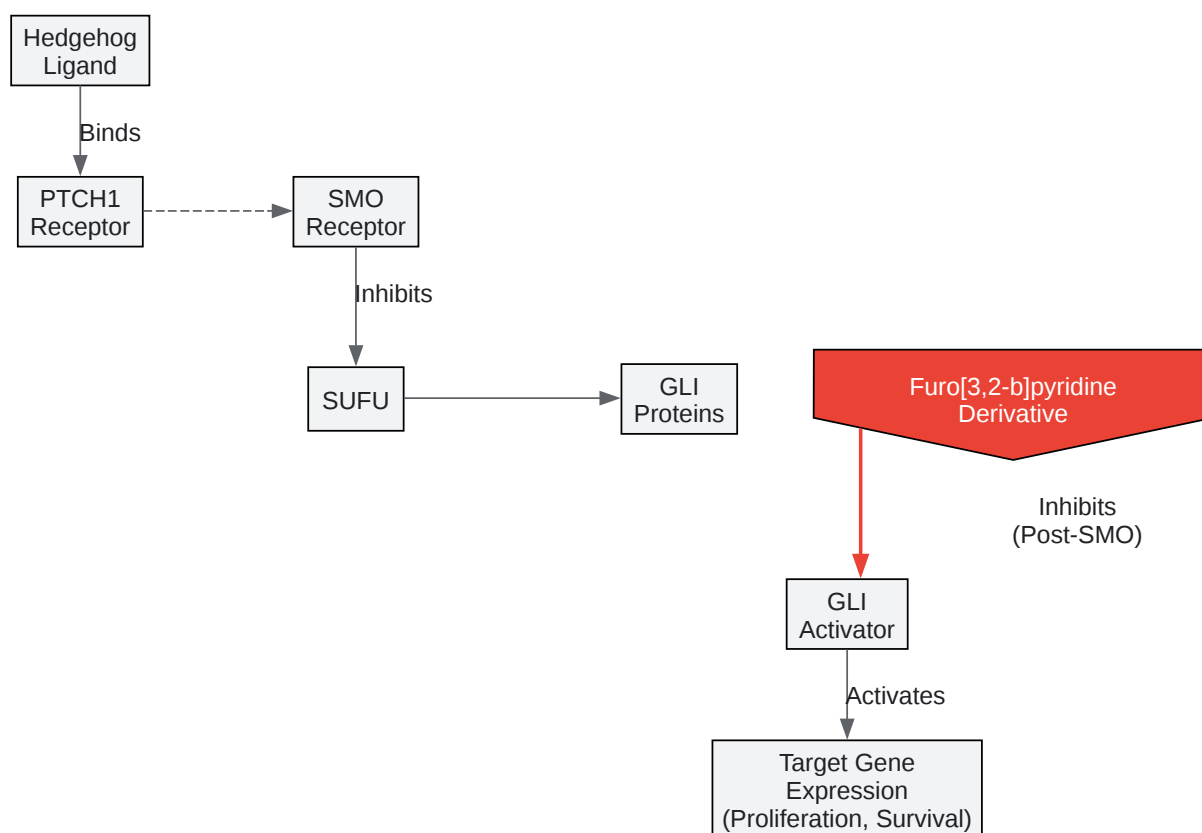 Hedgehog
Ligand
Binds
PTCH1
Receptor
SMO
Receptor
Inhibits
SUFU
GLI
Proteins
Furo[3,2-b]pyridine
Derivative
Inhibits
(Post-SMO)
GLI
Activator
Activates
Target Gene
Expression
(Proliferation, Survival)